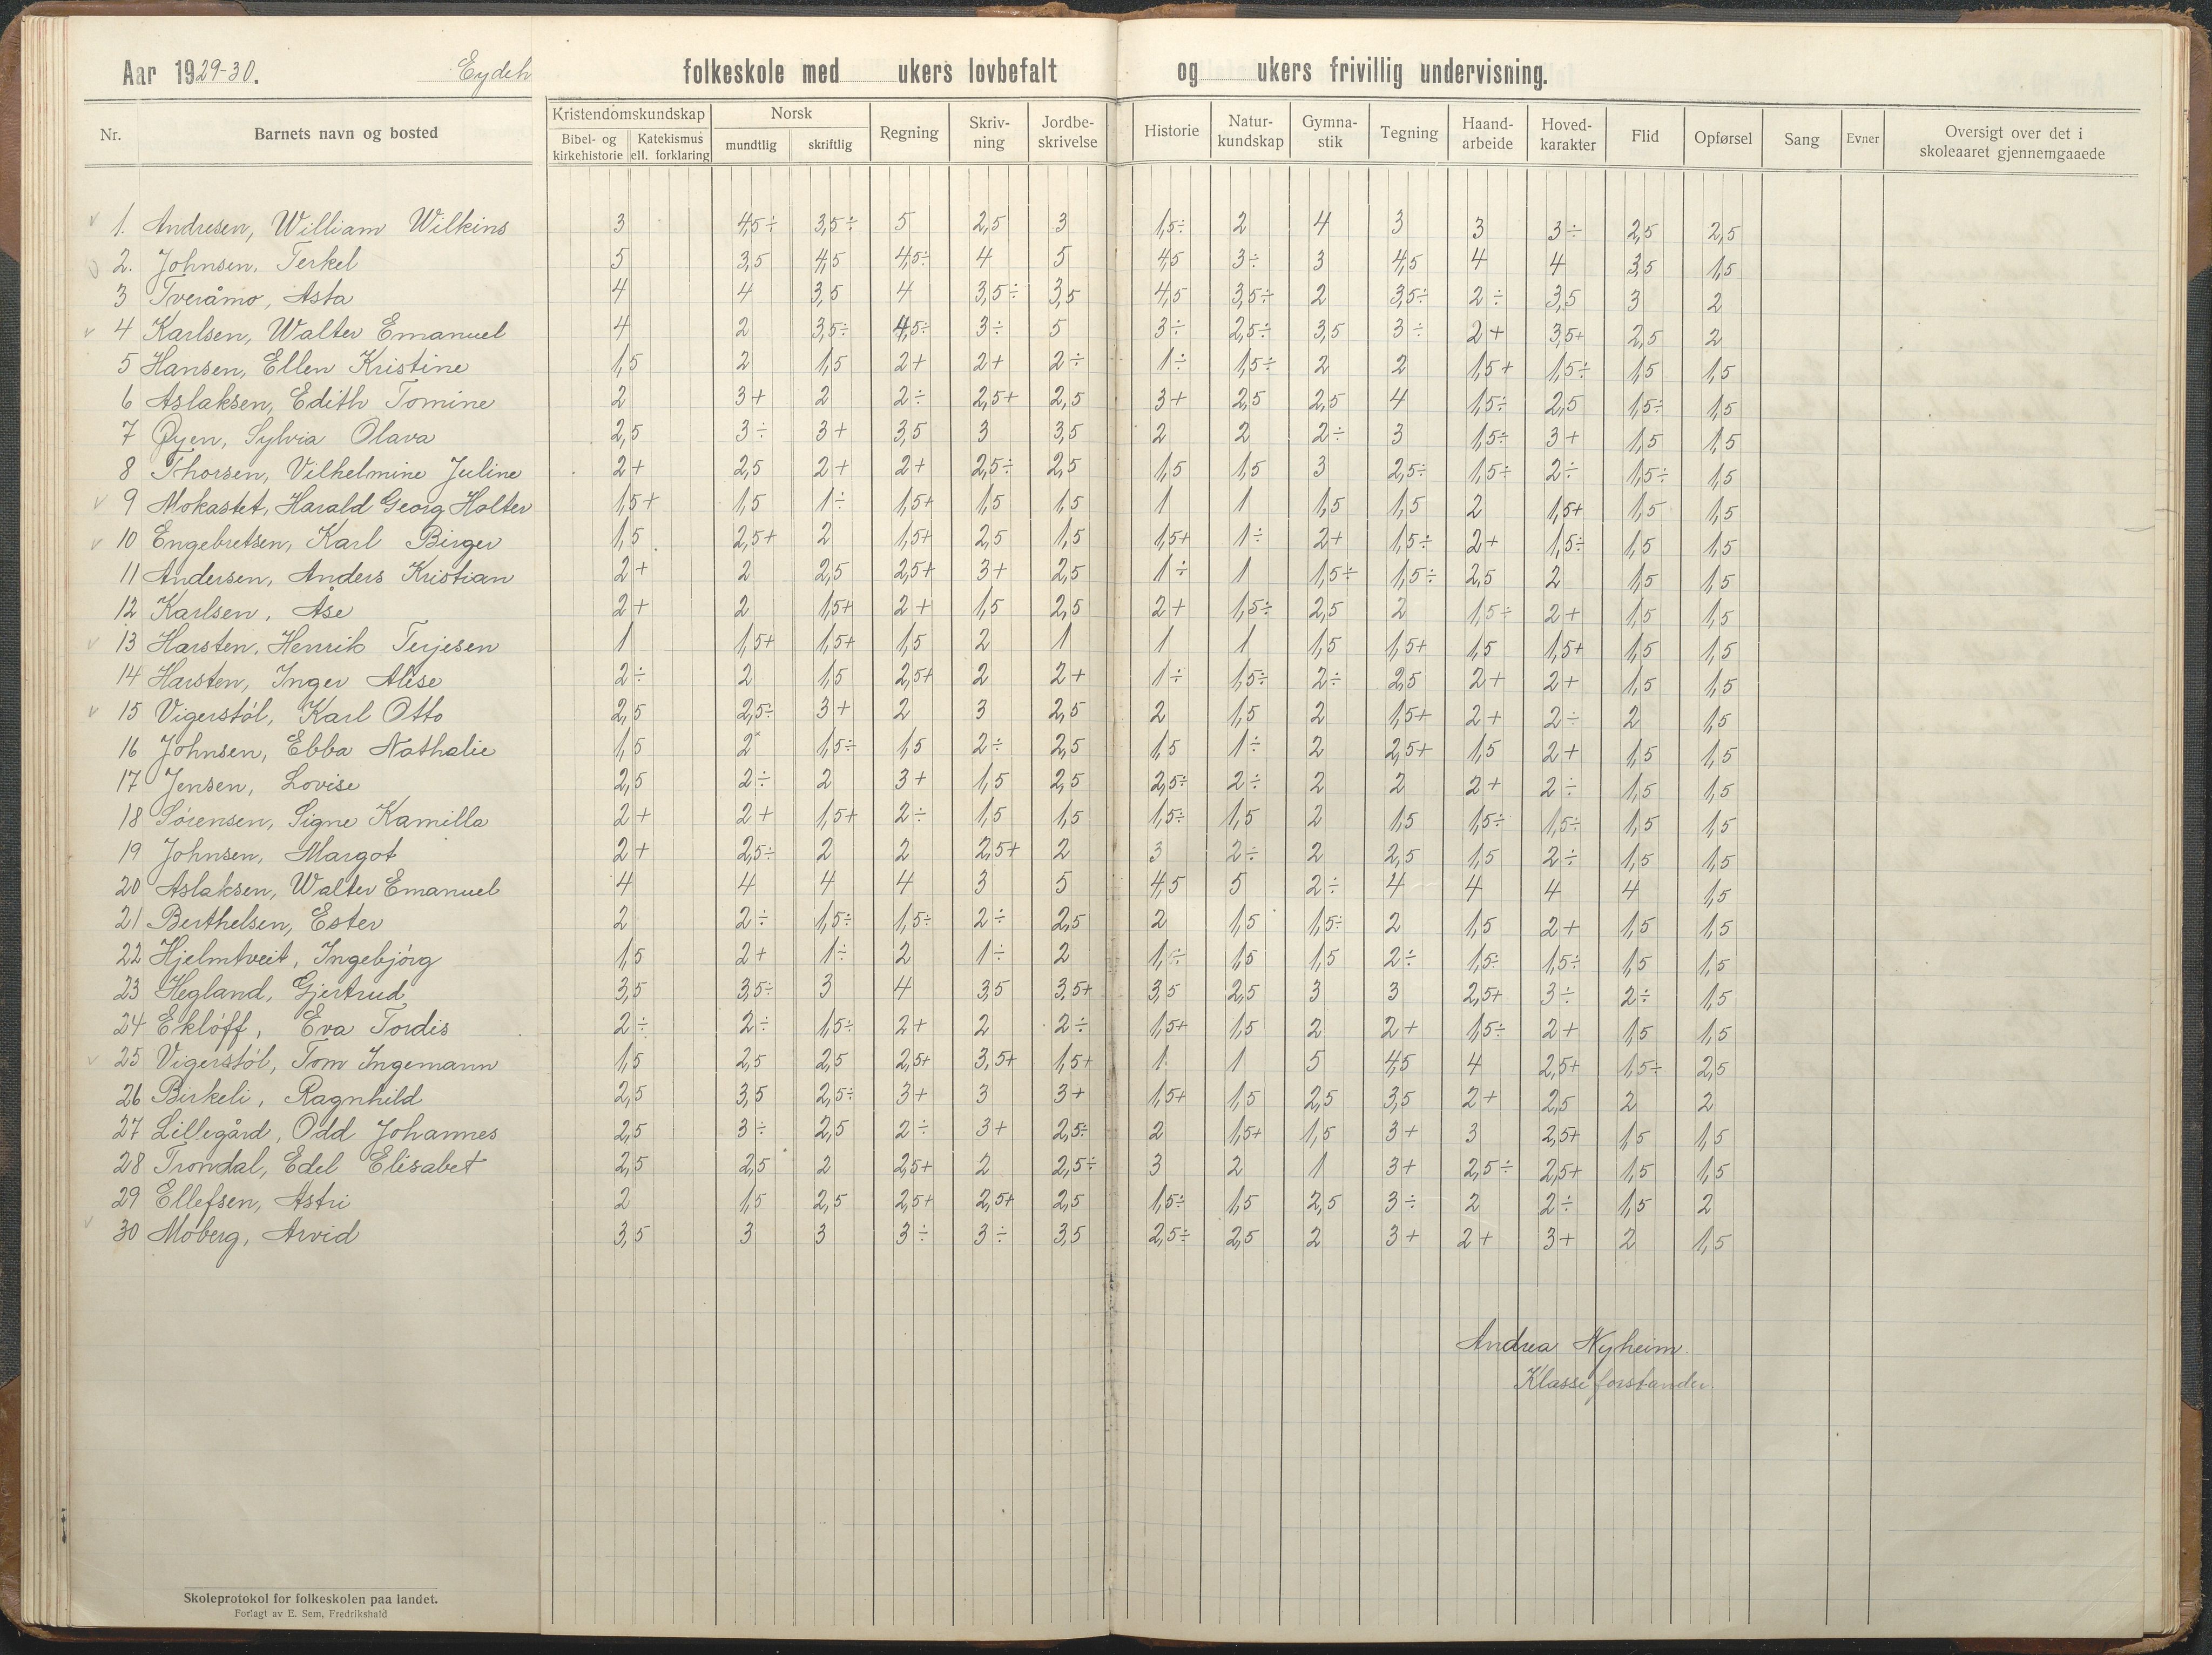 Aar 1929-30. Eydeh folkeskole med ukers lovbefalt og ukers frivillig undervisning.
Nr. Barnets navn og bosted Kristendomskundskap Bibel- og kirkehistorie Katekismus ell. forklaring Norsk mundtlig skriftlig Regning Skrivning Jordbeskrivelse Historie Naturkundskap Gymnastik Tegning Haandarbeide Hovedkarakter Flid Opførsel Sang Evner Oversigt over det i skoleaaret gjennemgaaede
1. Andresen, William Wilkins 3 4,5÷ 3,5÷ 5 2,5 3 1,5÷ 2 4 3 3 3÷ 2,5 2,5
2. Johnsen, Terkel 5 3,5 4,5 4,5÷ 4 5 4,5 3÷ 3 4,5 4 4 3,5 1,5
3 Tveråmo, Asta 4 4 3,5 4 3,5÷ 3,5 4,5 3,5÷ 2 3,5÷ 2÷ 3,5 3 2
4 Karlsen, Walter Emanuel 4 2 3,5÷ 4,5÷ 3÷ 5 3÷ 2,5÷ 3,5 3÷ 2+ 3,5+ 2,5 2
5 Hansen, Ellen Kristine 1,5 2 1,5 2+ 2+ 2÷ 1÷ 1,5÷ 2 2 1,5+ 1,5÷ 1,5 1,5
6 Aslaksen, Edith Tomine 2 3+ 2 2÷ 2,5+ 2,5 3+ 2,5 2,5 4 1,5÷ 2,5 1,5÷ 1,5
7 Øyen, Sylvia Olava 2,5 3÷ 3+ 3,5 3 3,5 2 2 2÷ 3 1,5÷ 3+ 1,5 1,5
8 Thorsen, Vilhelmine Juline 2+ 2,5 2+ 2+ 2,5÷ 2,5 1,5 1,5 3 2,5÷ 1,5÷ 2÷ 1,5÷ 1,5
9 Mokastet, Harald Georg Holter 1,5+ 1,5 1÷ 1,5+ 1,5 1,5 1 1 1,5 1,5 2 1,5+ 1,5 1,5
10 Engebretsen, Karl Birger 1,5 2,5+ 2 1,5+ 2,5 1,5 1,5+ 1÷ 2+ 1,5÷ 2+ 1,5÷ 1,5 1,5
11 Andersen, Anders Kristian 2+ 2 2,5 2,5+ 3+ 2,5 1÷ 1 1,5÷ 1,5÷ 2,5 2 1,5 1,5
12 Karlsen, Åse 2+ 2 1,5+ 2+ 1,5 2,5 2+ 1,5÷ 2,5 2 1,5÷ 2+ 1,5 1,5
13 Harsten, Henrik Terjesen 1 1,5+ 1,5+ 1,5 2 1 1 1 1,5 1,5+ 1,5 1,5+ 1,5 1,5
14 Harsten, Inger Alise 2÷ 2 1,5 2,5+ 2 2+ 1÷ 1,5÷ 2÷ 2,5 2+ 2+ 1,5 1,5
15 Vigerstøl, Karl Otto 2,5 2,5÷ 3+ 2 3 2,5 2 1,5 2 1,5+ 2+ 2÷ 2 1,5
16 Johnsen, Ebba Nathalie 1,5 2 1,5÷ 1,5 2÷ 2,5 1,5 1÷ 2 2,5+ 1,5 2+ 1,5 1,5
17 Jensen, Lovise 2,5 2÷ 2 3+ 1,5 2,5 2,5÷ 2÷ 2 2 2+ 2÷ 1,5 1,5
18 Sørensen, Signe Kamilla 2+ 2+ 1,5+ 2÷ 1,5 1,5 1,5÷ 1,5 2 1,5 1,5÷ 1,5÷ 1,5 1,5
19 Johnsen, Margot 2+ 2,5÷ 2 2 2,5+ 2 3 2÷ 2 2,5 1,5 2÷ 1,5 1,5
20 Aslaksen, Walter Emanuel 4 4 4 4 3 5 4,5 5 2÷ 4 4 4 4 1,5
21 Berthelsen, Ester 2 2÷ 1,5÷ 1,5÷ 2÷ 2,5 2 1,5 1,5÷ 2 1,5 2+ 1,5 1,5
22 Hjelmtveit, Ingebjørg 1,5 2+ 1÷ 2 1÷ 2 1,÷ 1,5 1,5 2÷ 1,5÷ 1,5÷ 1,5 1,5
23 Hegland, Gjertrud 3,5 3,5÷ 3 4 3,5 3,5+ 3,5 2,5 3 3 2,5+ 3÷ 2÷ 1,5
24 Ekløff, Eva Tordis 2÷ 2÷ 1,5÷ 2+ 2 2÷ 1,5+ 1,5 2 2+ 1,5÷ 2+ 1,5 1,5
25 Vigerstøl, Tom Ingemann 1,5 2,5 2,5 2,5+ 3,5+ 1,5+ 1 1 5 4,5 4 2,5+ 1,5÷ 2,5
26 Birkeli, Ragnhild 2,5 3,5 2,5÷ 3+ 3 3+ 1,5+ 1,5 2,5 3,5 2+ 2,5 2 2
27 Lillegård, Odd Johannes 2,5 3÷ 2,5 2÷ 3+ 2,5÷ 2 1,5+ 1,5 3+ 3 2,5+ 1,5 1,5
28 Trondal, Edel Elisabet 2,5 2,5 2 2,5+ 2 2,5÷ 3 2 1 3+ 2,5÷ 2,5+ 1,5 1,5
29 Ellefsen, Astri 2 1,5 2,5 2,5+ 2,5+ 2,5 1,5÷ 1,5 2,5 3÷ 2 2÷ 1,5 2
30 Moberg, Arvid 3,5 3 3 3÷ 3÷ 3,5 2,5÷ 2,5 2 3+ 2+ 3+ 2 1,5
Andrea Nyheim.
Klasseforstander.
Skoleprotokol for folkeskolen paa landet.
Forlagt av E. Sem, Fredrikshald